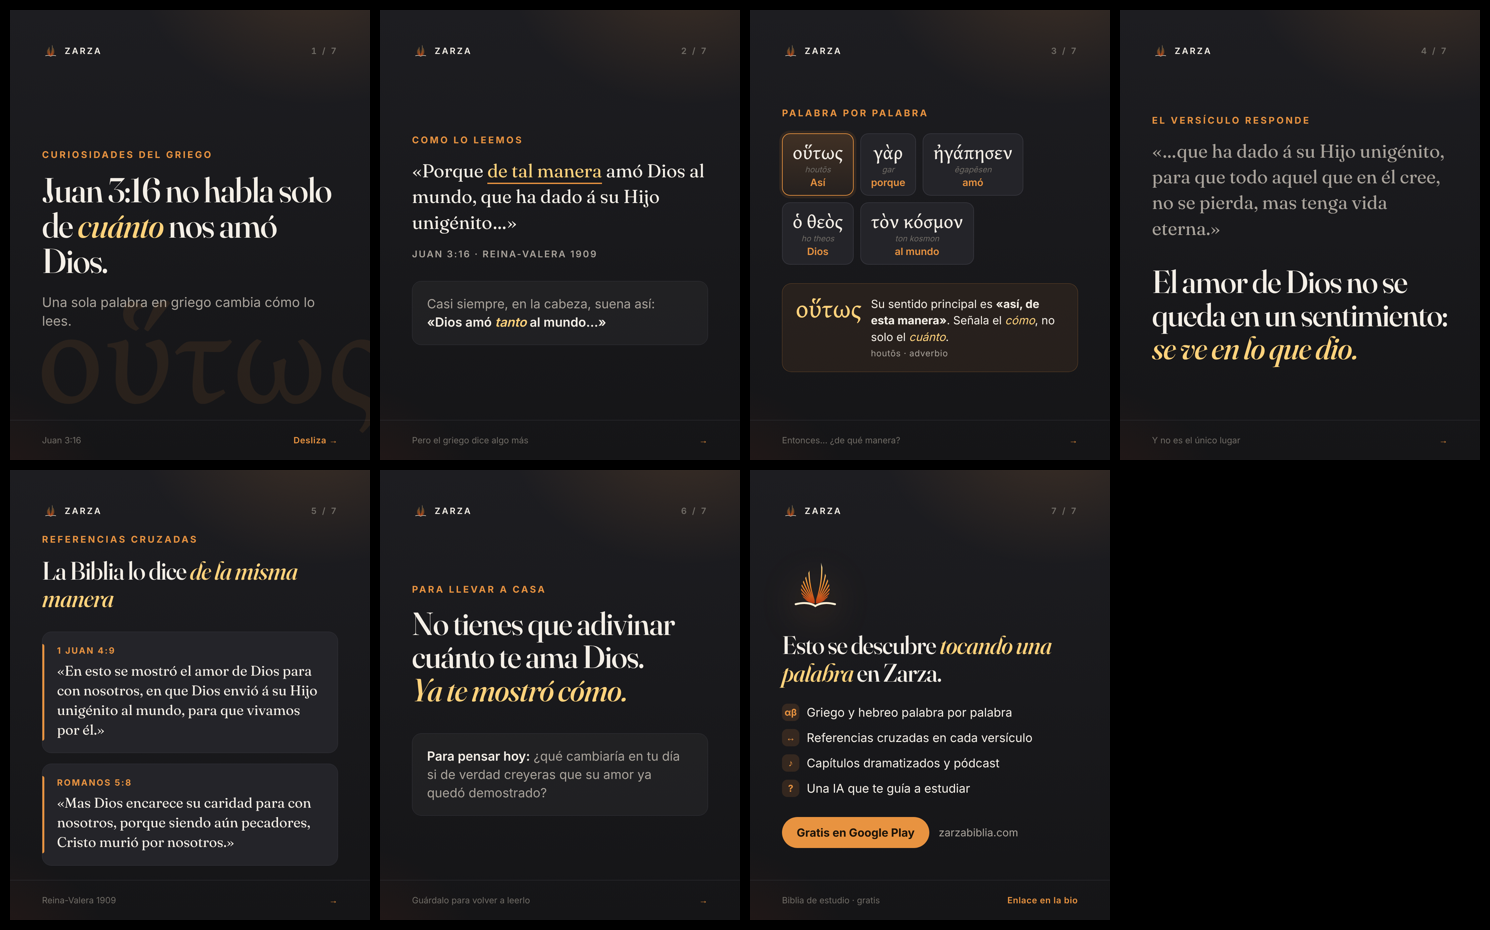 ZARZA
1 / 7
CURIOSIDADES DEL GRIEGO
Juan 3:16 no habla solo
de cuánto nos amó
Dios.
Una sola palabra en griego cambia cómo lo
lees.
οὕτως
Juan 3:16
Desliza →
ZARZA
2 / 7
COMO LO LEEMOS
«Porque de tal manera amó Dios al
mundo, que ha dado á su Hijo
unigénito...»
JUAN 3:16 · REINA-VALERA 1909
Casi siempre, en la cabeza, suena así:
«Dios amó tanto al mundo...»
Pero el griego dice algo más
→
ZARZA
3 / 7
PALABRA POR PALABRA
οὕτως γὰρ ἠγάπησεν
houtōs gar ēgapēsen
Así porque amó
ὁ θεὸς τὸν κόσμον
ho theos ton kosmon
Dios al mundo
οὕτως
Su sentido principal es «así, de
esta manera». Señala el cómo, no
solo el cuánto.
houtōs · adverbio
Entonces... ¿de qué manera?
→
ZARZA
4 / 7
EL VERSÍCULO RESPONDE
«...que ha dado á su Hijo unigénito,
para que todo aquel que en él cree,
no se pierda, mas tenga vida
eterna.»
El amor de Dios no se
queda en un sentimiento:
se ve en lo que dio.
Y no es el único lugar
→
ZARZA
5 / 7
REFERENCIAS CRUZADAS
La Biblia lo dice de la misma
manera
1 JUAN 4:9
«En esto se mostró el amor de Dios para
con nosotros, en que Dios envió á su Hijo
unigénito al mundo, para que vivamos
por él.»
ROMANOS 5:8
«Mas Dios encarece su caridad para con
nosotros, porque siendo aún pecadores,
Cristo murió por nosotros.»
Reina-Valera 1909
→
ZARZA
6 / 7
PARA LLEVAR A CASA
No tienes que adivinar
cuánto te ama Dios.
Ya te mostró cómo.
Para pensar hoy: ¿qué cambiaría en tu día
si de verdad creyeras que su amor ya
quedó demostrado?
Guárdalo para volver a leerlo
→
ZARZA
7 / 7
Esto se descubre tocando una
palabra en Zarza.
αβ Griego y hebreo palabra por palabra
↔ Referencias cruzadas en cada versículo
♪ Capítulos dramatizados y pódcast
? Una IA que te guía a estudiar
Gratis en Google Play
zarzabiblia.com
Biblia de estudio · gratis
Enlace en la bio